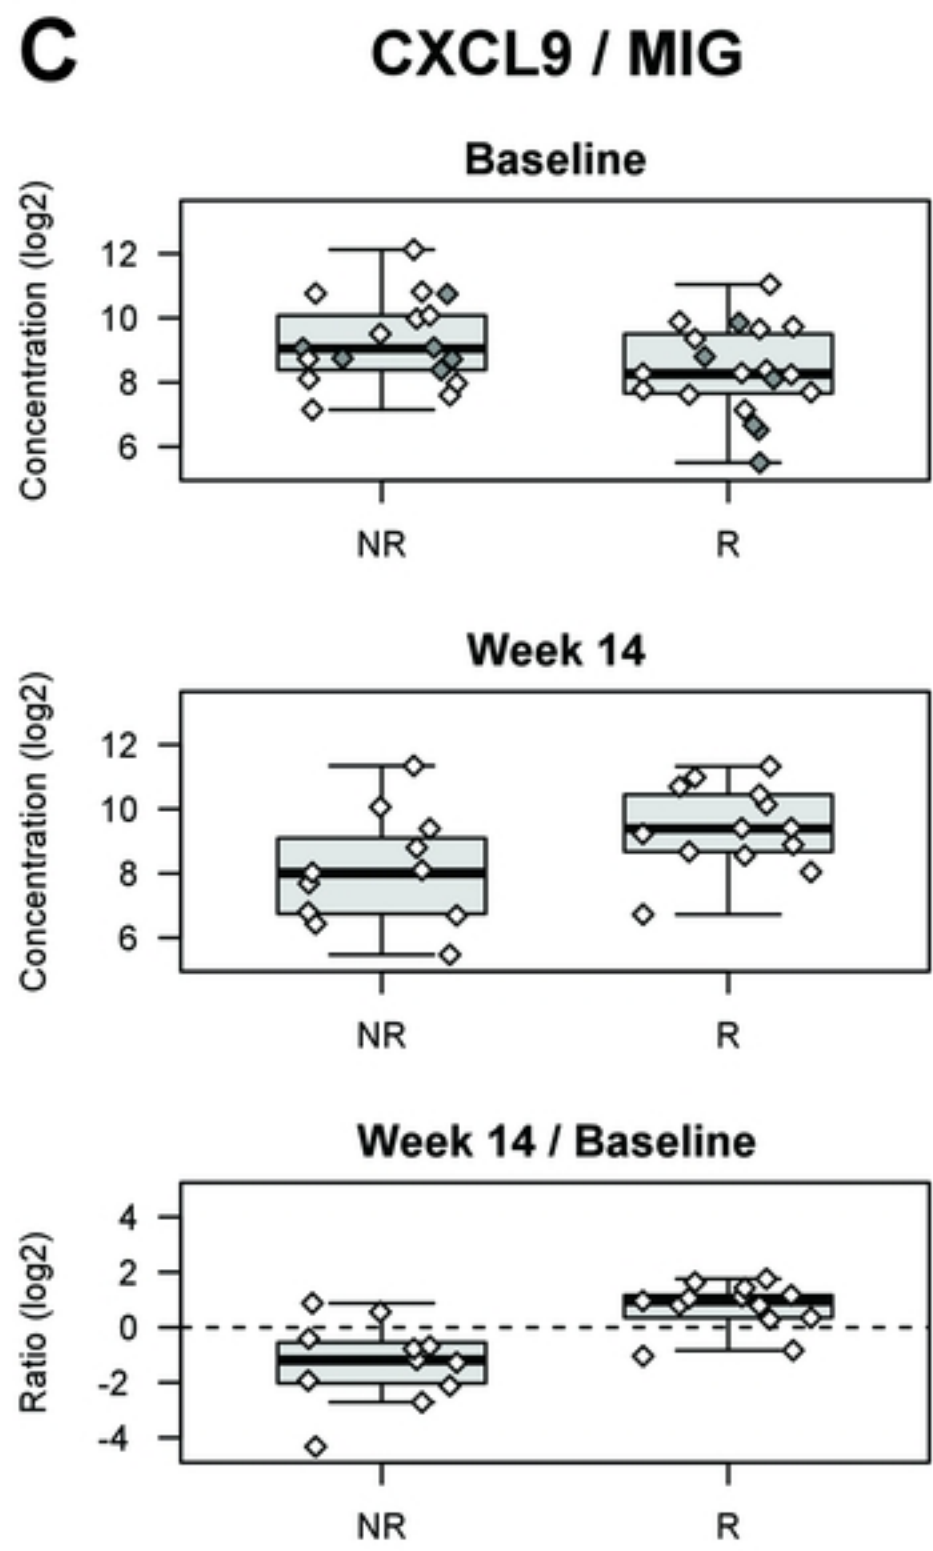 C
CXCL9 / MIG
Baseline
Concentration (log2)
12
10
8
6
NR
R
Week 14
Concentration (log2)
12
10
8
6
NR
R
Week 14 / Baseline
Ratio (log2)
4
2
0
-2
-4
NR
R